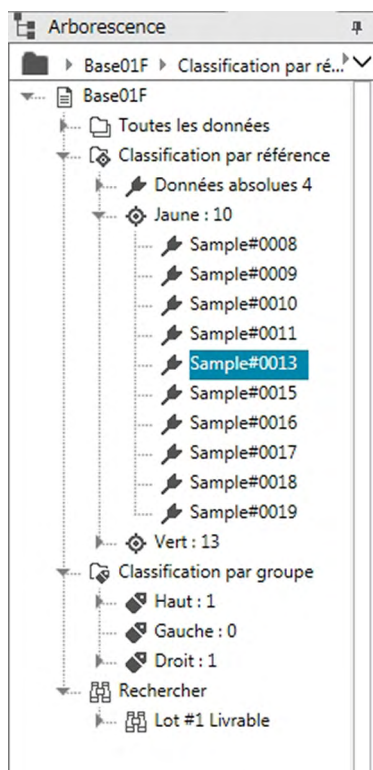 Arborescence
Base01F Classification par ré...
Base01F
Toutes les données
Classification par référence
Données absolues 4
Jaune : 10
Sample#0008
Sample#0009
Sample#0010
Sample#0011
Sample#0013
Sample#0015
Sample#0016
Sample#0017
Sample#0018
Sample#0019
Vert : 13
Classification par groupe
Haut : 1
Gauche : 0
Droit : 1
Rechercher
Lot #1 Livrable